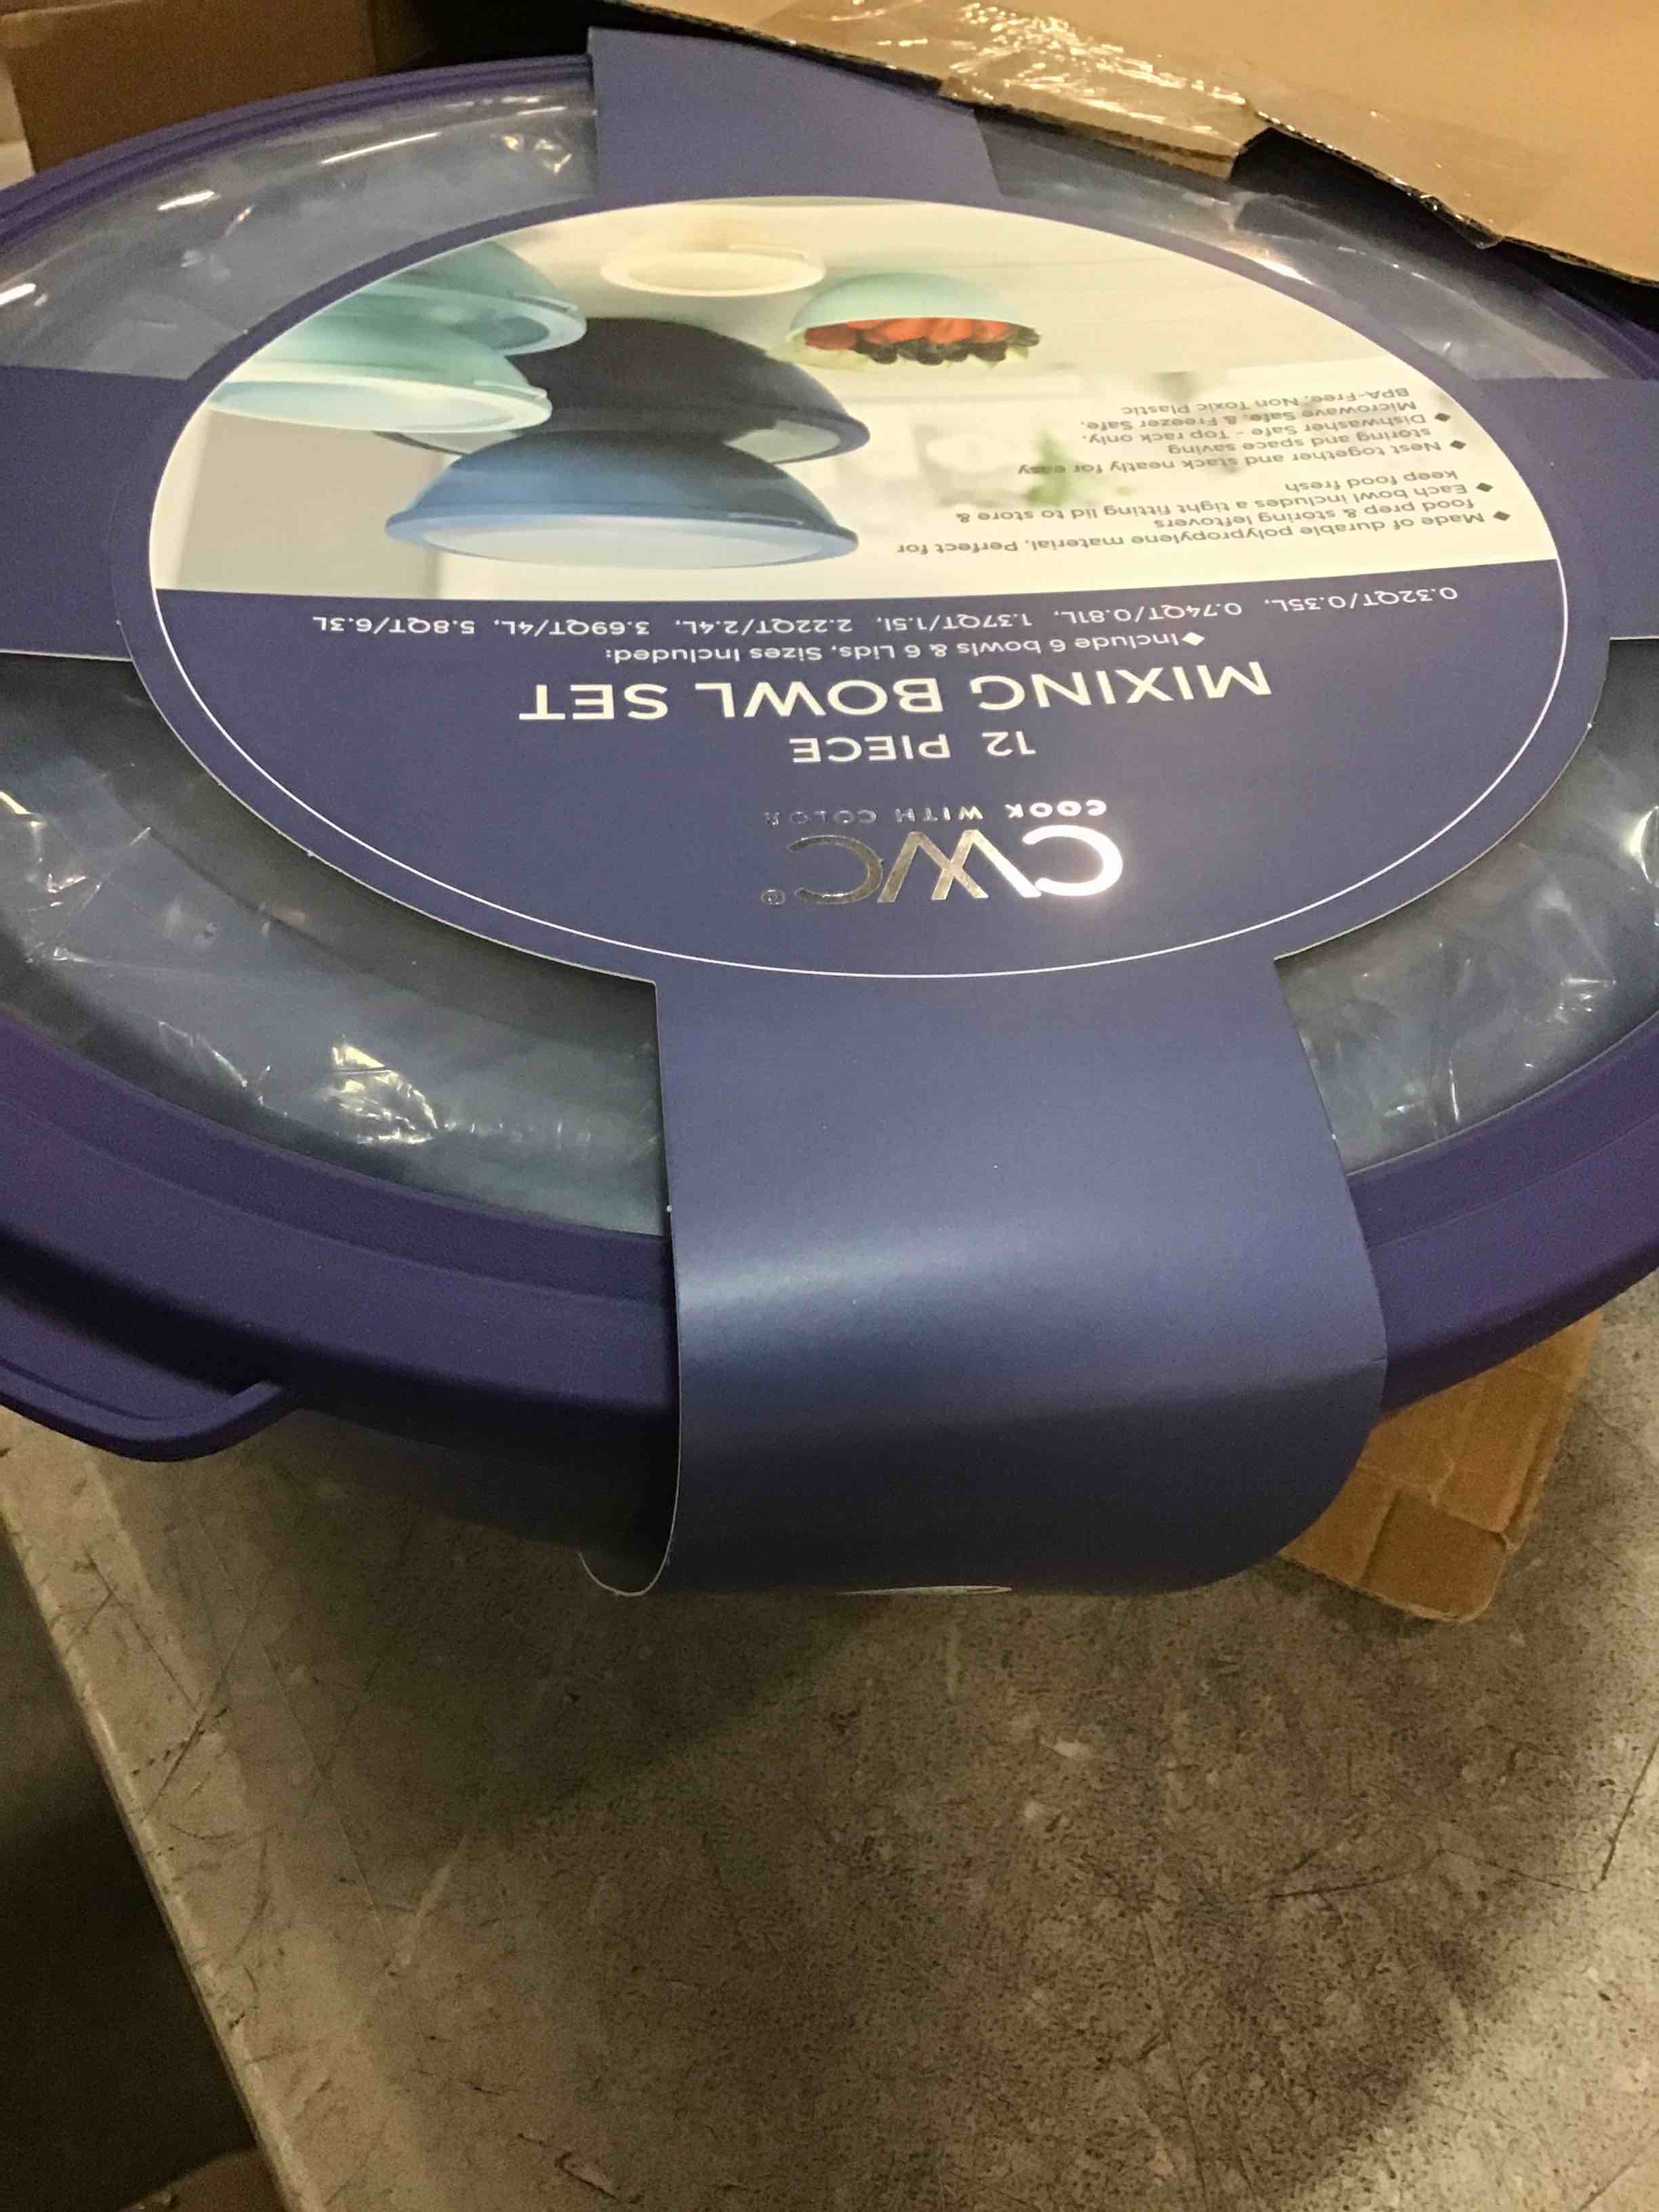 CWC®
COOK WITH COLOR
12 PIECE
MIXING BOWL SET
◆Include 6 bowls & 6 Lids, Sizes Included:
0.32QT/0.35L, 0.74QT/0.81L, 1.37QT/1.5l, 2.22QT/2.4L, 3.69QT/4L, 5.8QT/6.3L
◆ Made of durable polypropylene material. Perfect for
food prep & storing leftovers
◆ Each bowl includes a tight fitting lid to store &
keep food fresh
◆ Nest together and stack neatly for easy
storing and space saving
◆ Dishwasher Safe - Top rack only,
Microwave Safe, & Freezer Safe,
BPA-Free, Non Toxic Plastic